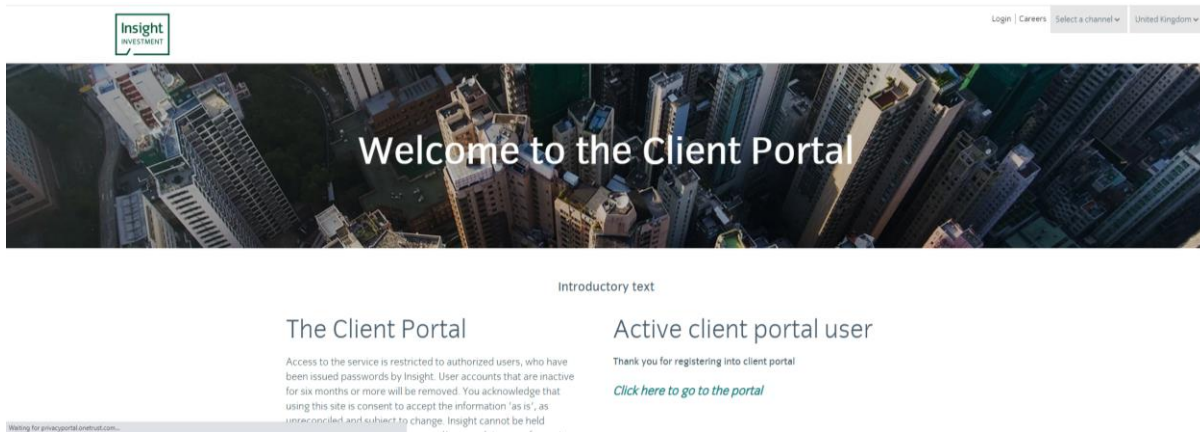 Insight
INVESTMENT
Login | Careers Select a channel United Kingdom
Welcome to the Client Portal
Introductory text
The Client Portal
Access to the service is restricted to authorized users, who have
been issued passwords by Insight. User accounts that are inactive
for six months or more will be removed. You acknowledge that
using this site is consent to accept the information 'as is', as
unreconciled and subject to change. Insight cannot be held
Active client portal user
Thank you for registering into client portal
Click here to go to the portal
Waiting for privacyportal.onetrust.com...